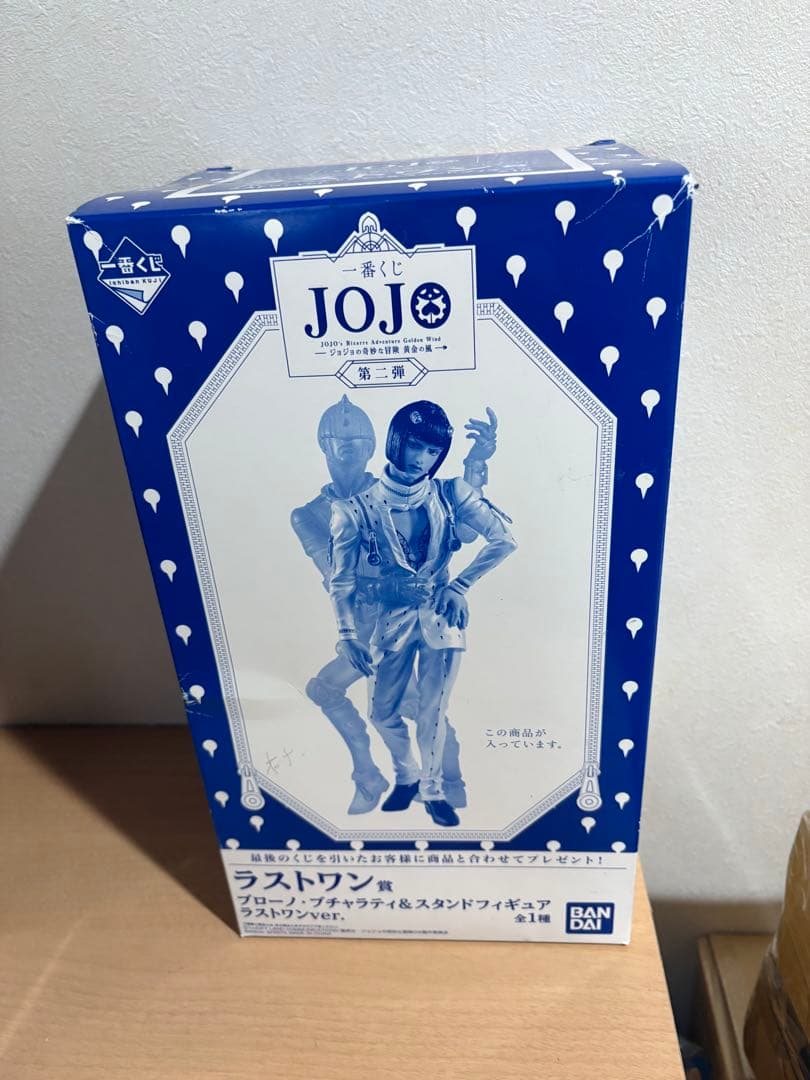 一番くじ
Ichiban KUJI
一番くじ
JOJO
JOJO's Bizarre Adventure Golden Wind
ジョジョの奇妙な冒険 黄金の風
第二弾
この商品が
入っています。
最後のくじを引いたお客様に商品と合わせてプレゼント!
ラストワン賞
ブローノ・ブチャラティ&スタンドフィギュア
ラストワンver.
全1種
BAN
DAI